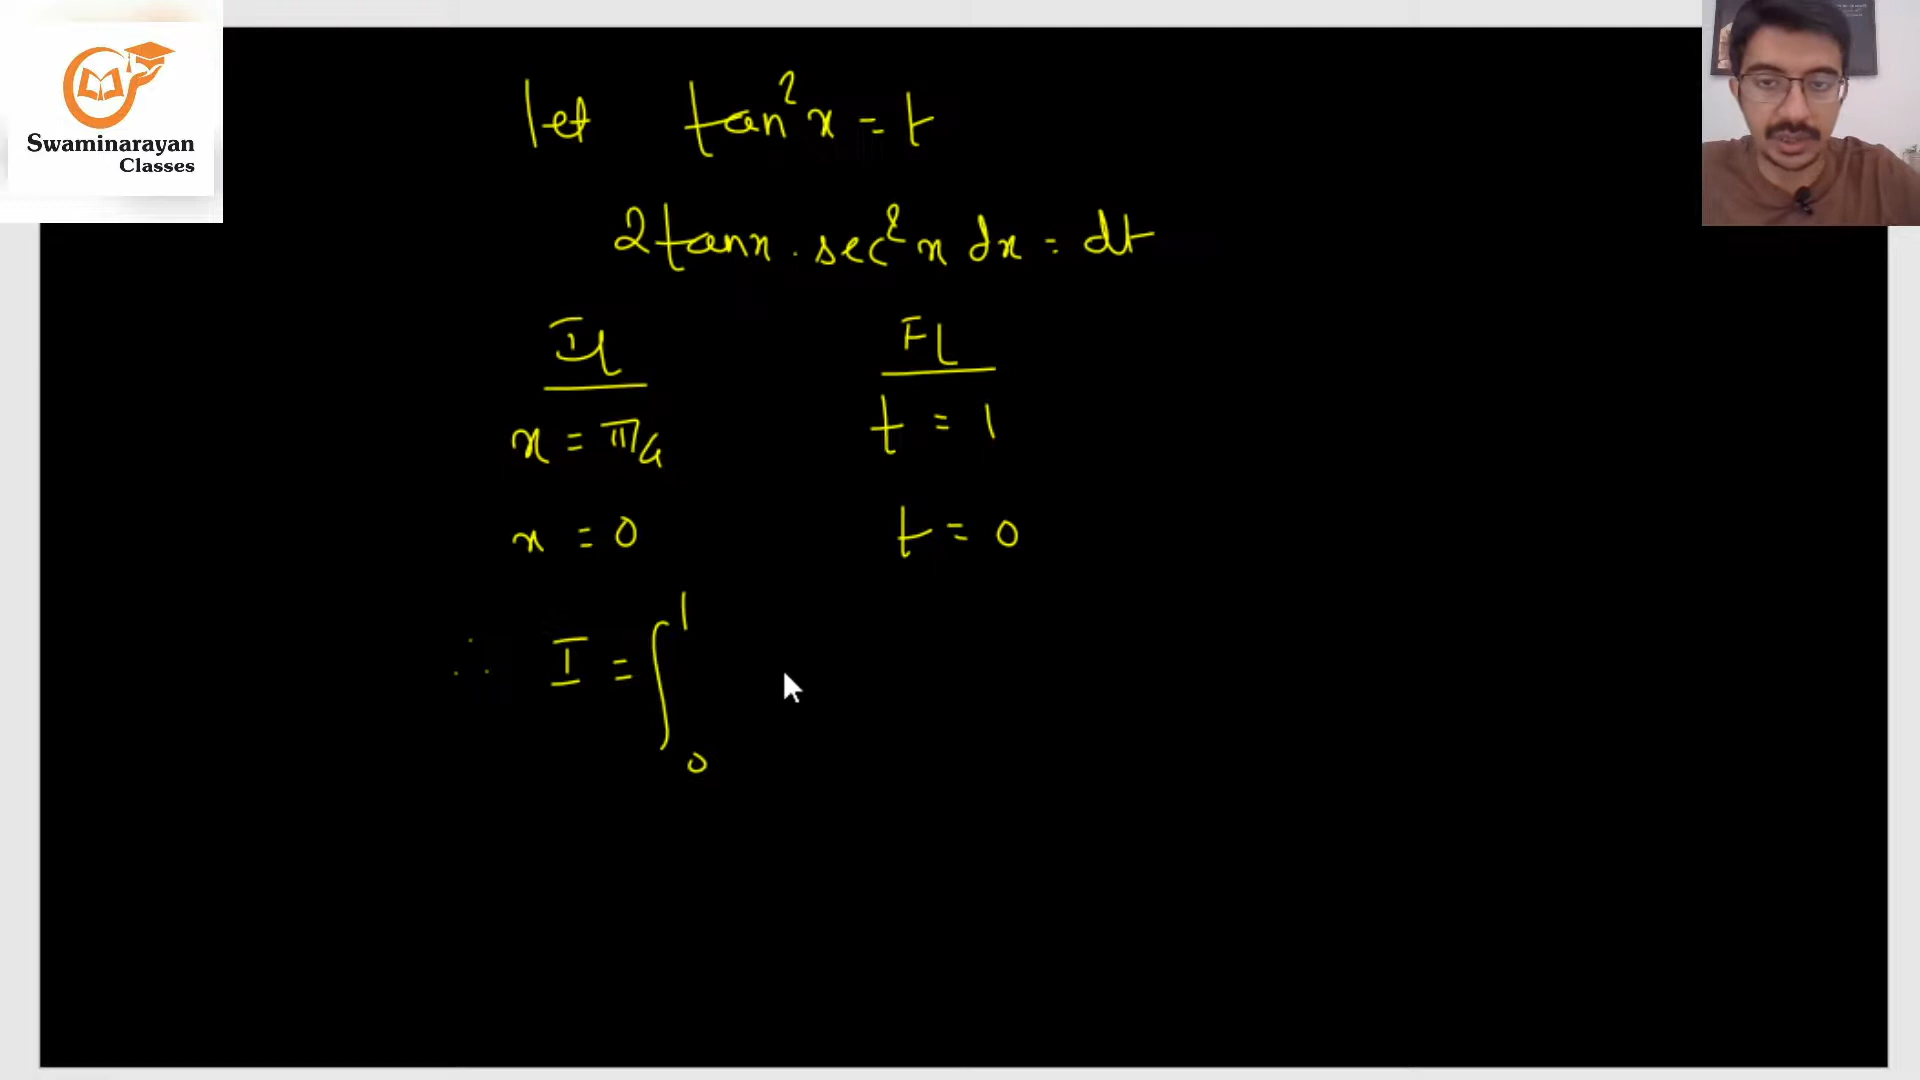 Swaminarayan
Classes
let tan²x = t
2tanx . sec²x dx = dt
IL FL
x = π/4 t = 1
x = 0 t = 0
∴ I = ∫₀¹